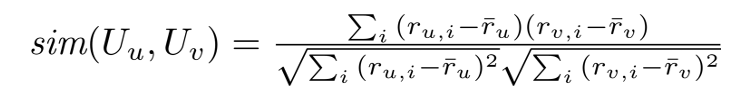 sim(U_u, U_v) = \frac{\sum_i (r_{u,i} - \bar{r}_u)(r_{v,i} - \bar{r}_v)}{\sqrt{\sum_i (r_{u,i} - \bar{r}_u)^2} \sqrt{\sum_i (r_{v,i} - \bar{r}_v)^2}}